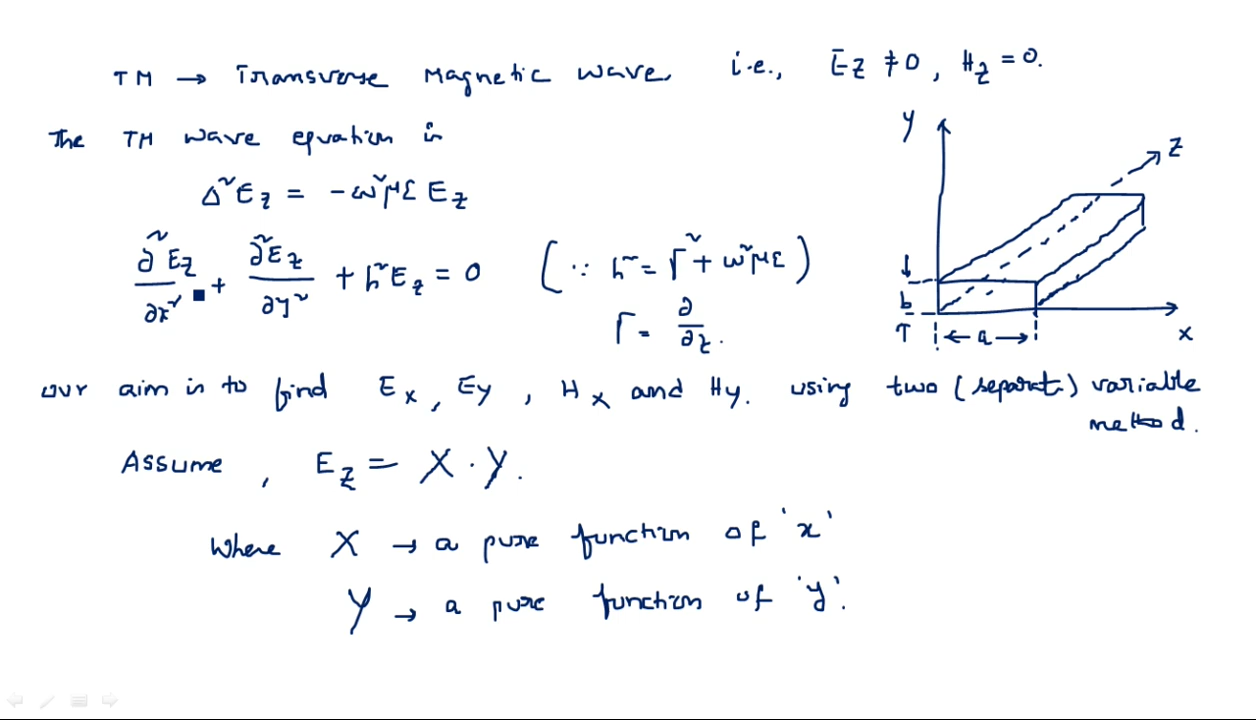 TM → Transverse Magnetic wave, i.e., Ez ≠ 0, Hz = 0.
The TM wave equation is
∆²Ez = -ω²με Ez
∂²Ez/∂x² + ∂²Ez/∂y² + h²Ez = 0 (∵ h² = Γ² + ω²με)
Γ = ∂/∂z.
our aim is to find Ex, Ey, Hx and Hy. using two (separat.) variable
method.
Assume, Ez = X·Y.
where X → a pure function of 'x'
Y → a pure function of 'y'.
y
z
b
a
x